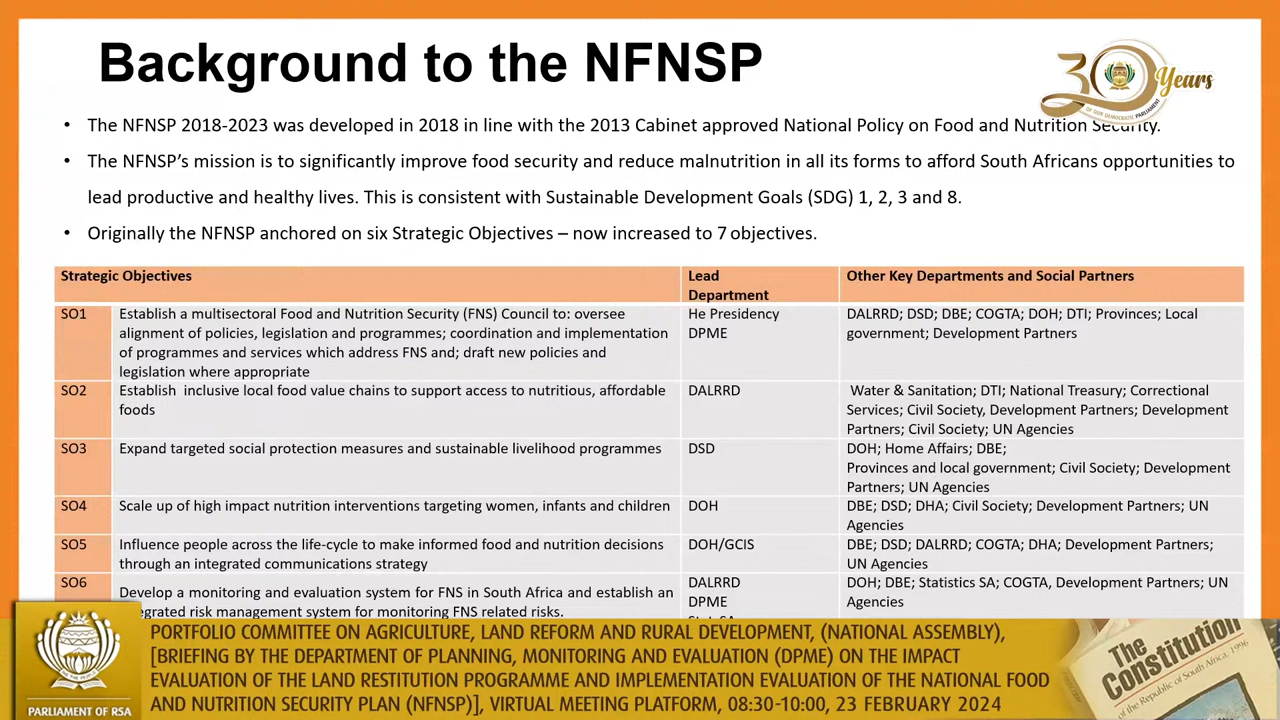 Background to the NFNSP
30 Years
OF OUR DEMOCRATIC PARLIAMENT
• The NFNSP 2018-2023 was developed in 2018 in line with the 2013 Cabinet approved National Policy on Food and Nutrition Security.
• The NFNSP’s mission is to significantly improve food security and reduce malnutrition in all its forms to afford South Africans opportunities to
lead productive and healthy lives. This is consistent with Sustainable Development Goals (SDG) 1, 2, 3 and 8.
• Originally the NFNSP anchored on six Strategic Objectives – now increased to 7 objectives.
Strategic Objectives
Lead
Department
Other Key Departments and Social Partners
SO1
Establish a multisectoral Food and Nutrition Security (FNS) Council to: oversee
alignment of policies, legislation and programmes; coordination and implementation
of programmes and services which address FNS and; draft new policies and
legislation where appropriate
He Presidency
DPME
DALRRD; DSD; DBE; COGTA; DOH; DTI; Provinces; Local
government; Development Partners
SO2
Establish inclusive local food value chains to support access to nutritious, affordable
foods
DALRRD
Water & Sanitation; DTI; National Treasury; Correctional
Services; Civil Society, Development Partners; Development
Partners; Civil Society; UN Agencies
SO3
Expand targeted social protection measures and sustainable livelihood programmes
DSD
DOH; Home Affairs; DBE;
Provinces and local government; Civil Society; Development
Partners; UN Agencies
SO4
Scale up of high impact nutrition interventions targeting women, infants and children
DOH
DBE; DSD; DHA; Civil Society; Development Partners; UN
Agencies
SO5
Influence people across the life-cycle to make informed food and nutrition decisions
through an integrated communications strategy
DOH/GCIS
DBE; DSD; DALRRD; COGTA; DHA; Development Partners;
UN Agencies
SO6
Develop a monitoring and evaluation system for FNS in South Africa and establish an
egrated risk management system for monitoring FNS related risks.
DALRRD
DPME
DOH; DBE; Statistics SA; COGTA, Development Partners; UN
Agencies
PORTFOLIO COMMITTEE ON AGRICULTURE, LAND REFORM AND RURAL DEVELOPMENT, (NATIONAL ASSEMBLY),
[BRIEFING BY THE DEPARTMENT OF PLANNING, MONITORING AND EVALUATION (DPME) ON THE IMPACT
EVALUATION OF THE LAND RESTITUTION PROGRAMME AND IMPLEMENTATION EVALUATION OF THE NATIONAL FOOD
AND NUTRITION SECURITY PLAN (NFNSP)], VIRTUAL MEETING PLATFORM, 08:30-10:00, 23 FEBRUARY 2024
PARLIAMENT OF RSA
The
Constitution
of the Republic of South Africa, 1996